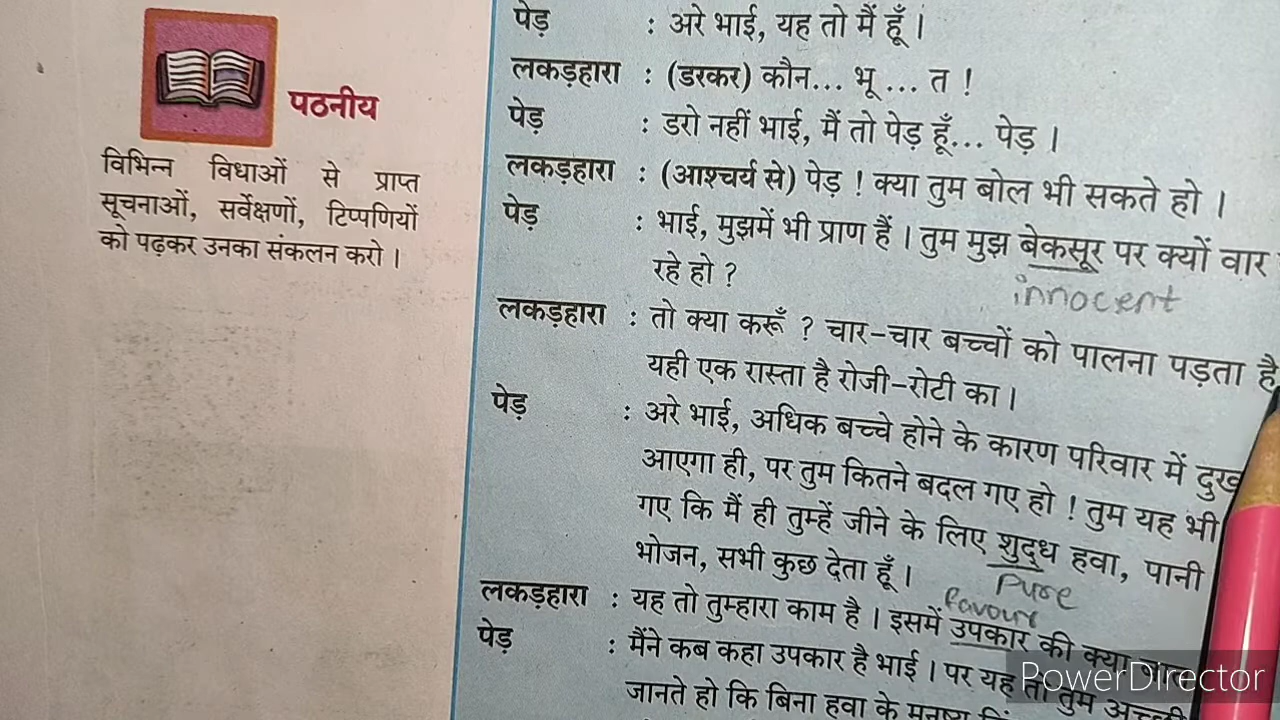 पठनीय
विभिन्न विधाओं से प्राप्त
सूचनाओं, सर्वेक्षणों, टिप्पणियों
को पढ़कर उनका संकलन करो ।
पेड़ : अरे भाई, यह तो मैं हूँ ।
लकड़हारा : (डरकर) कौन... भू ... त !
पेड़ : डरो नहीं भाई, मैं तो पेड़ हूँ... पेड़ ।
लकड़हारा : (आश्चर्य से) पेड़ ! क्या तुम बोल भी सकते हो ।
पेड़ : भाई, मुझमें भी प्राण हैं । तुम मुझ बेकसूर पर क्यों वार
रहे हो ?
innocent
लकड़हारा : तो क्या करूँ ? चार-चार बच्चों को पालना पड़ता है
यही एक रास्ता है रोजी-रोटी का ।
पेड़ : अरे भाई, अधिक बच्चे होने के कारण परिवार में दुख
आएगा ही, पर तुम कितने बदल गए हो ! तुम यह भी
गए कि मैं ही तुम्हें जीने के लिए शुद्ध हवा, पानी
भोजन, सभी कुछ देता हूँ ।
Pure
favour
लकड़हारा : यह तो तुम्हारा काम है । इसमें उपकार की क्या
पेड़ : मैंने कब कहा उपकार है भाई । पर यह तो तुम
जानते हो कि बिना हवा के
PowerDirector